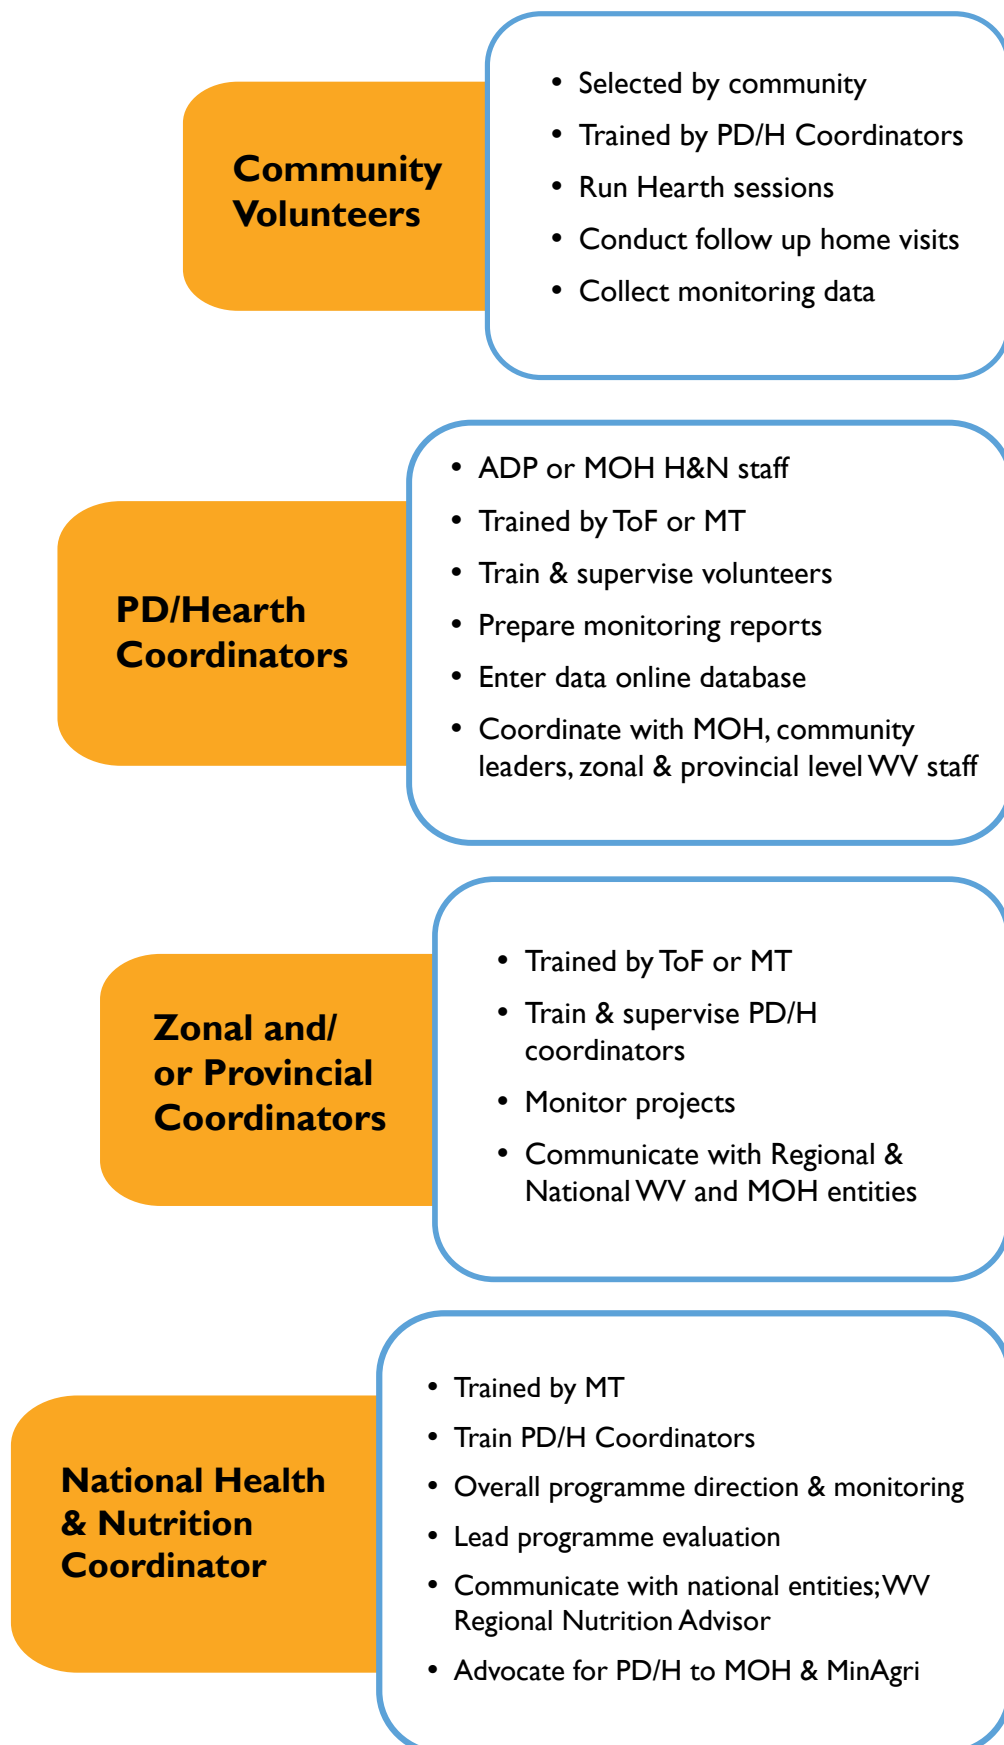 Community
Volunteers
• Selected by community
• Trained by PD/H Coordinators
• Run Hearth sessions
• Conduct follow up home visits
• Collect monitoring data
PD/Hearth
Coordinators
• ADP or MOH H&N staff
• Trained by ToF or MT
• Train & supervise volunteers
• Prepare monitoring reports
• Enter data online database
• Coordinate with MOH, community
leaders, zonal & provincial level WV staff
Zonal and/
or Provincial
Coordinators
• Trained by ToF or MT
• Train & supervise PD/H
coordinators
• Monitor projects
• Communicate with Regional &
National WV and MOH entities
National Health
& Nutrition
Coordinator
• Trained by MT
• Train PD/H Coordinators
• Overall programme direction & monitoring
• Lead programme evaluation
• Communicate with national entities; WV
Regional Nutrition Advisor
• Advocate for PD/H to MOH & MinAgri